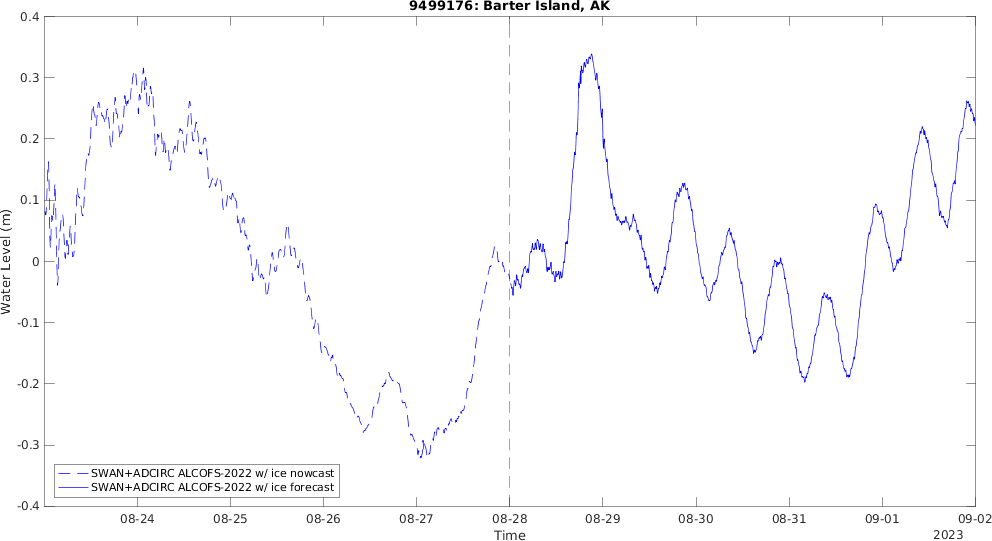 9499176: Barter Island, AK
0.4
0.3
0.2
0.1
0
-0.1
-0.2
-0.3
-0.4
Water Level (m)
SWAN+ADCIRC ALCOFS-2022 w/ ice nowcast
SWAN+ADCIRC ALCOFS-2022 w/ ice forecast
08-24 08-25 08-26 08-27 08-28 08-29 08-30 08-31 09-01 09-02
Time
2023